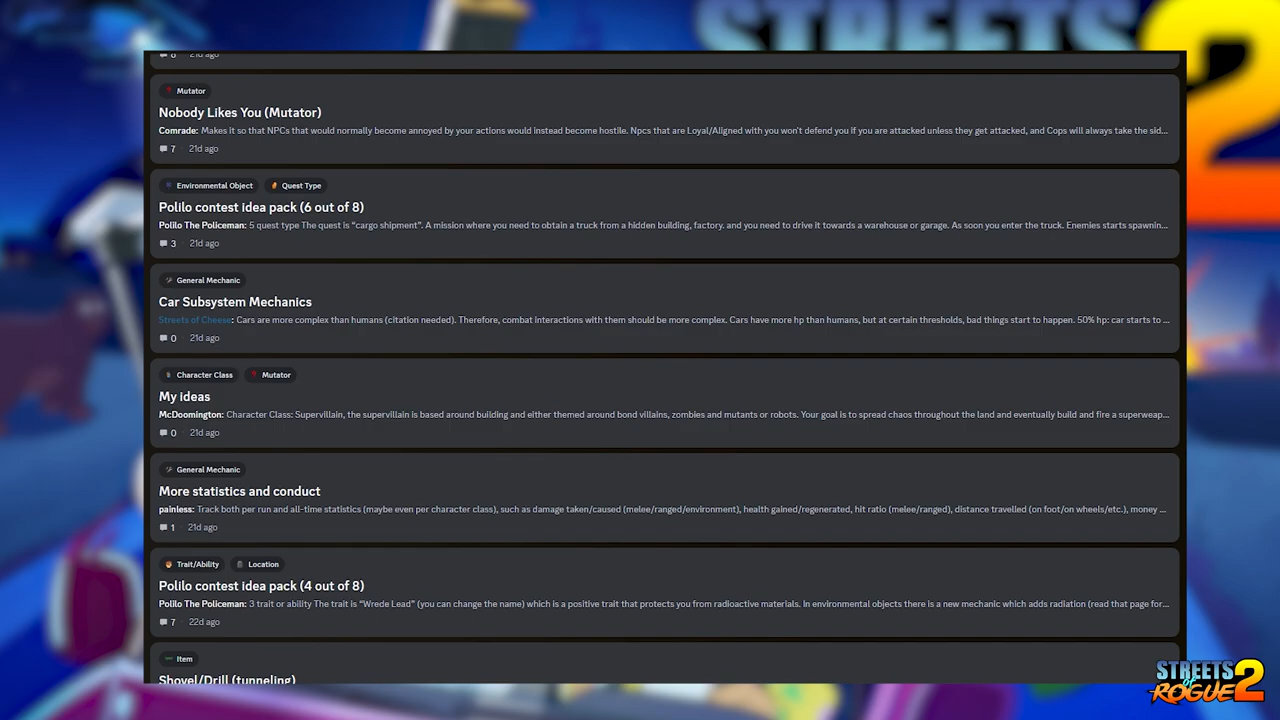 STREETS
2
6 21d ago
Mutator
Nobody Likes You (Mutator)
Comrade: Makes it so that NPCs that would normally become annoyed by your actions would instead become hostile. Npcs that are Loyal/Aligned with you won't defend you if you are attacked unless they get attacked, and Cops will always take the sid...
7 21d ago
Environmental Object Quest Type
Polilo contest idea pack (6 out of 8)
Polilo The Policeman: 5 quest type The quest is “cargo shipment”. A mission where you need to obtain a truck from a hidden building, factory. and you need to drive it towards a warehouse or garage. As soon you enter the truck. Enemies starts spawnin...
3 21d ago
General Mechanic
Car Subsystem Mechanics
Streets of Cheese: Cars are more complex than humans (citation needed). Therefore, combat interactions with them should be more complex. Cars have more hp than humans, but at certain thresholds, bad things start to happen. 50% hp: car starts to ...
0 21d ago
Character Class Mutator
My ideas
McDoomington: Character Class: Supervillain, the supervillain is based around building and either themed around bond villains, zombies and mutants or robots. Your goal is to spread chaos throughout the land and eventually build and fire a superweap...
0 21d ago
General Mechanic
More statistics and conduct
painless: Track both per run and all-time statistics (maybe even per character class), such as damage taken/caused (melee/ranged/environment), health gained/regenerated, hit ratio (melee/ranged), distance travelled (on foot/on wheels/etc.), money ...
1 21d ago
Trait/Ability Location
Polilo contest idea pack (4 out of 8)
Polilo The Policeman: 3 trait or ability The trait is “Wrede Lead” (you can change the name) which is a positive trait that protects you from radioactive materials. In environmental objects there is a new mechanic which adds radiation (read that page for...
7 22d ago
Item
Shovel/Drill (tunneling)
STREETS
of
ROGUE 2